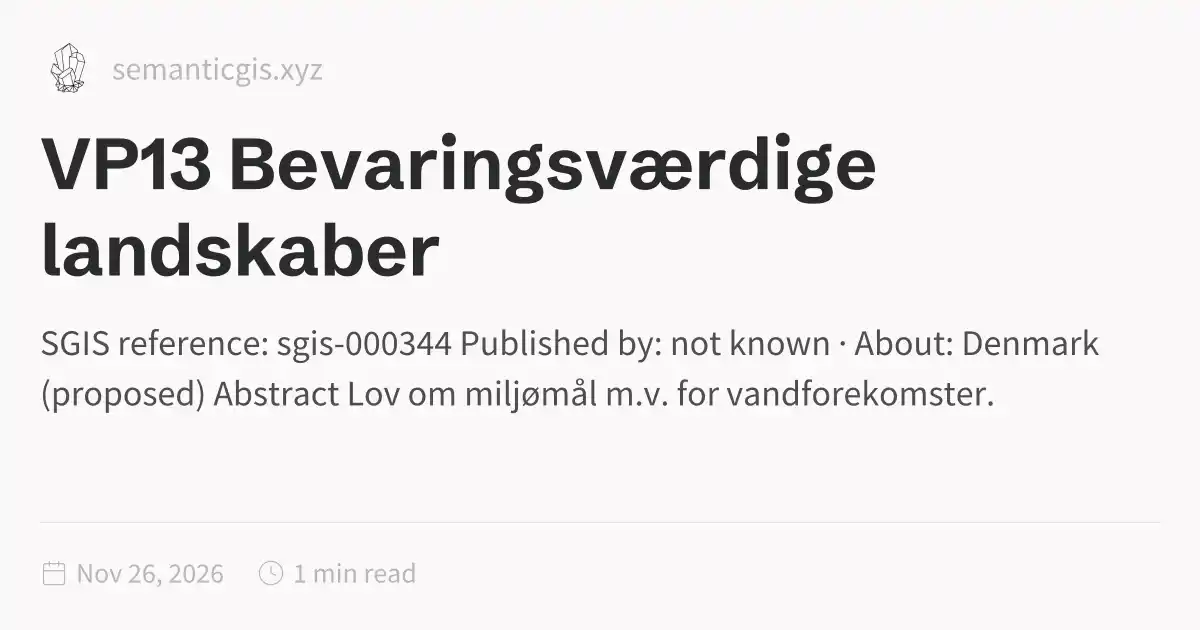 semanticgis.xyz
VP13 Bevaringsværdige
landskaber
SGIS reference: sgis-000344 Published by: not known · About: Denmark
(proposed) Abstract Lov om miljømål m.v. for vandforekomster.
Nov 26, 2026 1 min read